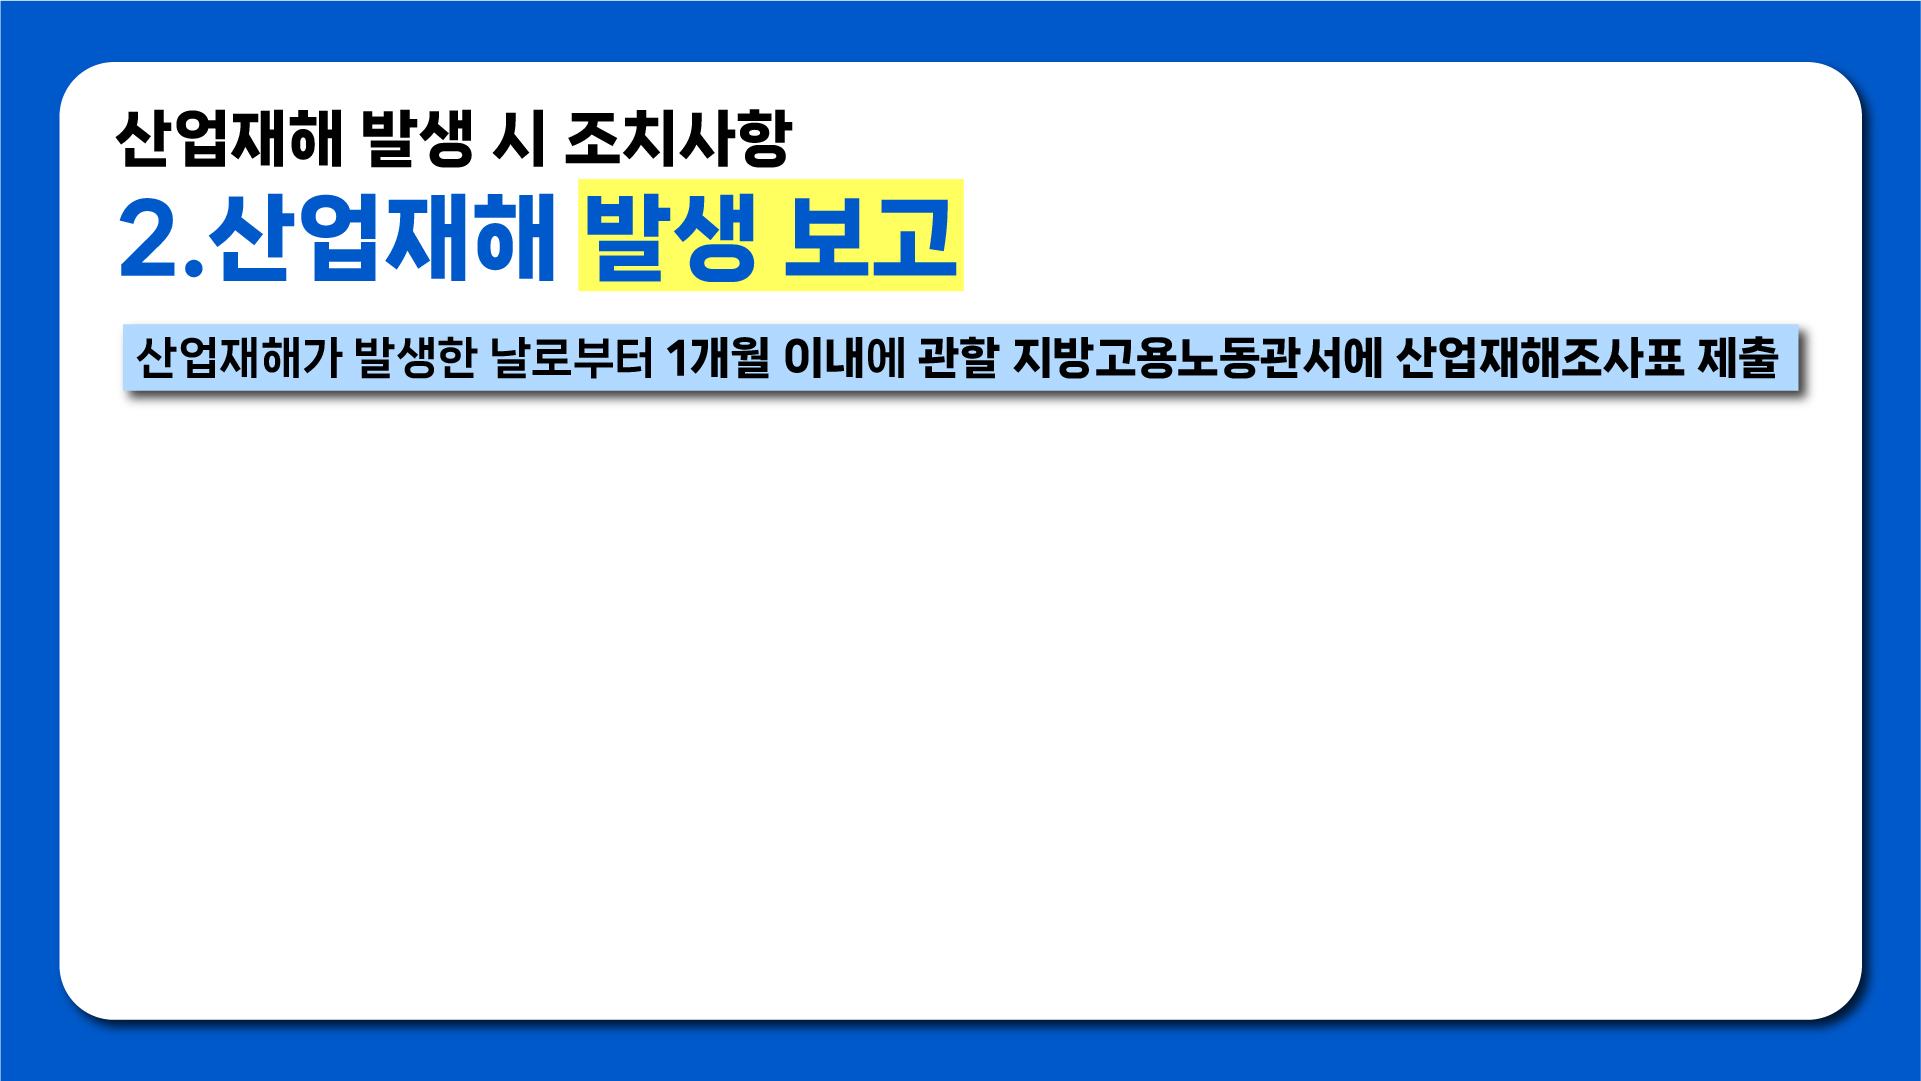 산업재해 발생 시 조치사항
2.산업재해 발생 보고
산업재해가 발생한 날로부터 1개월 이내에 관할 지방고용노동관서에 산업재해조사표 제출